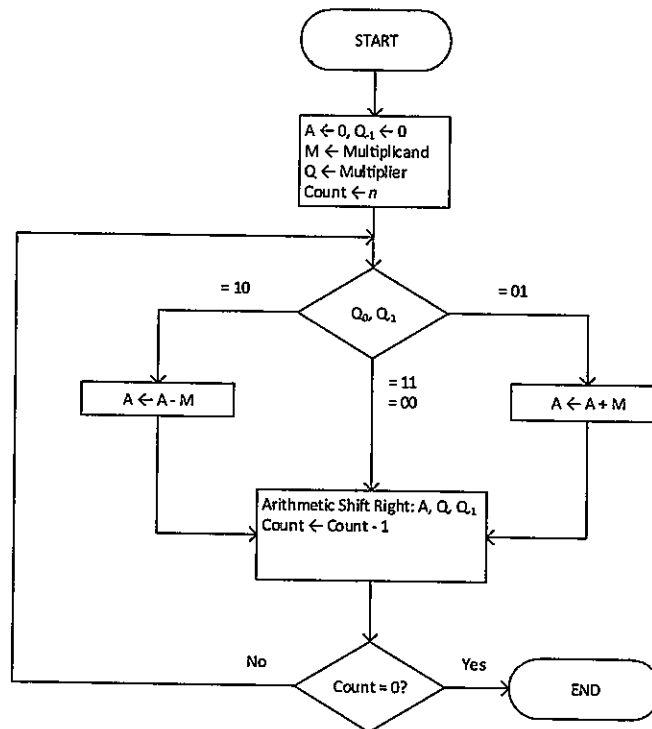 START
A ← 0, Q₋₁ ← 0
M ← Multiplicand
Q ← Multiplier
Count ← n
= 10
= 01
Q₀, Q₋₁
= 11
= 00
A ← A - M
A ← A + M
Arithmetic Shift Right: A, Q, Q₋₁
Count ← Count - 1
No
Yes
Count = 0?
END